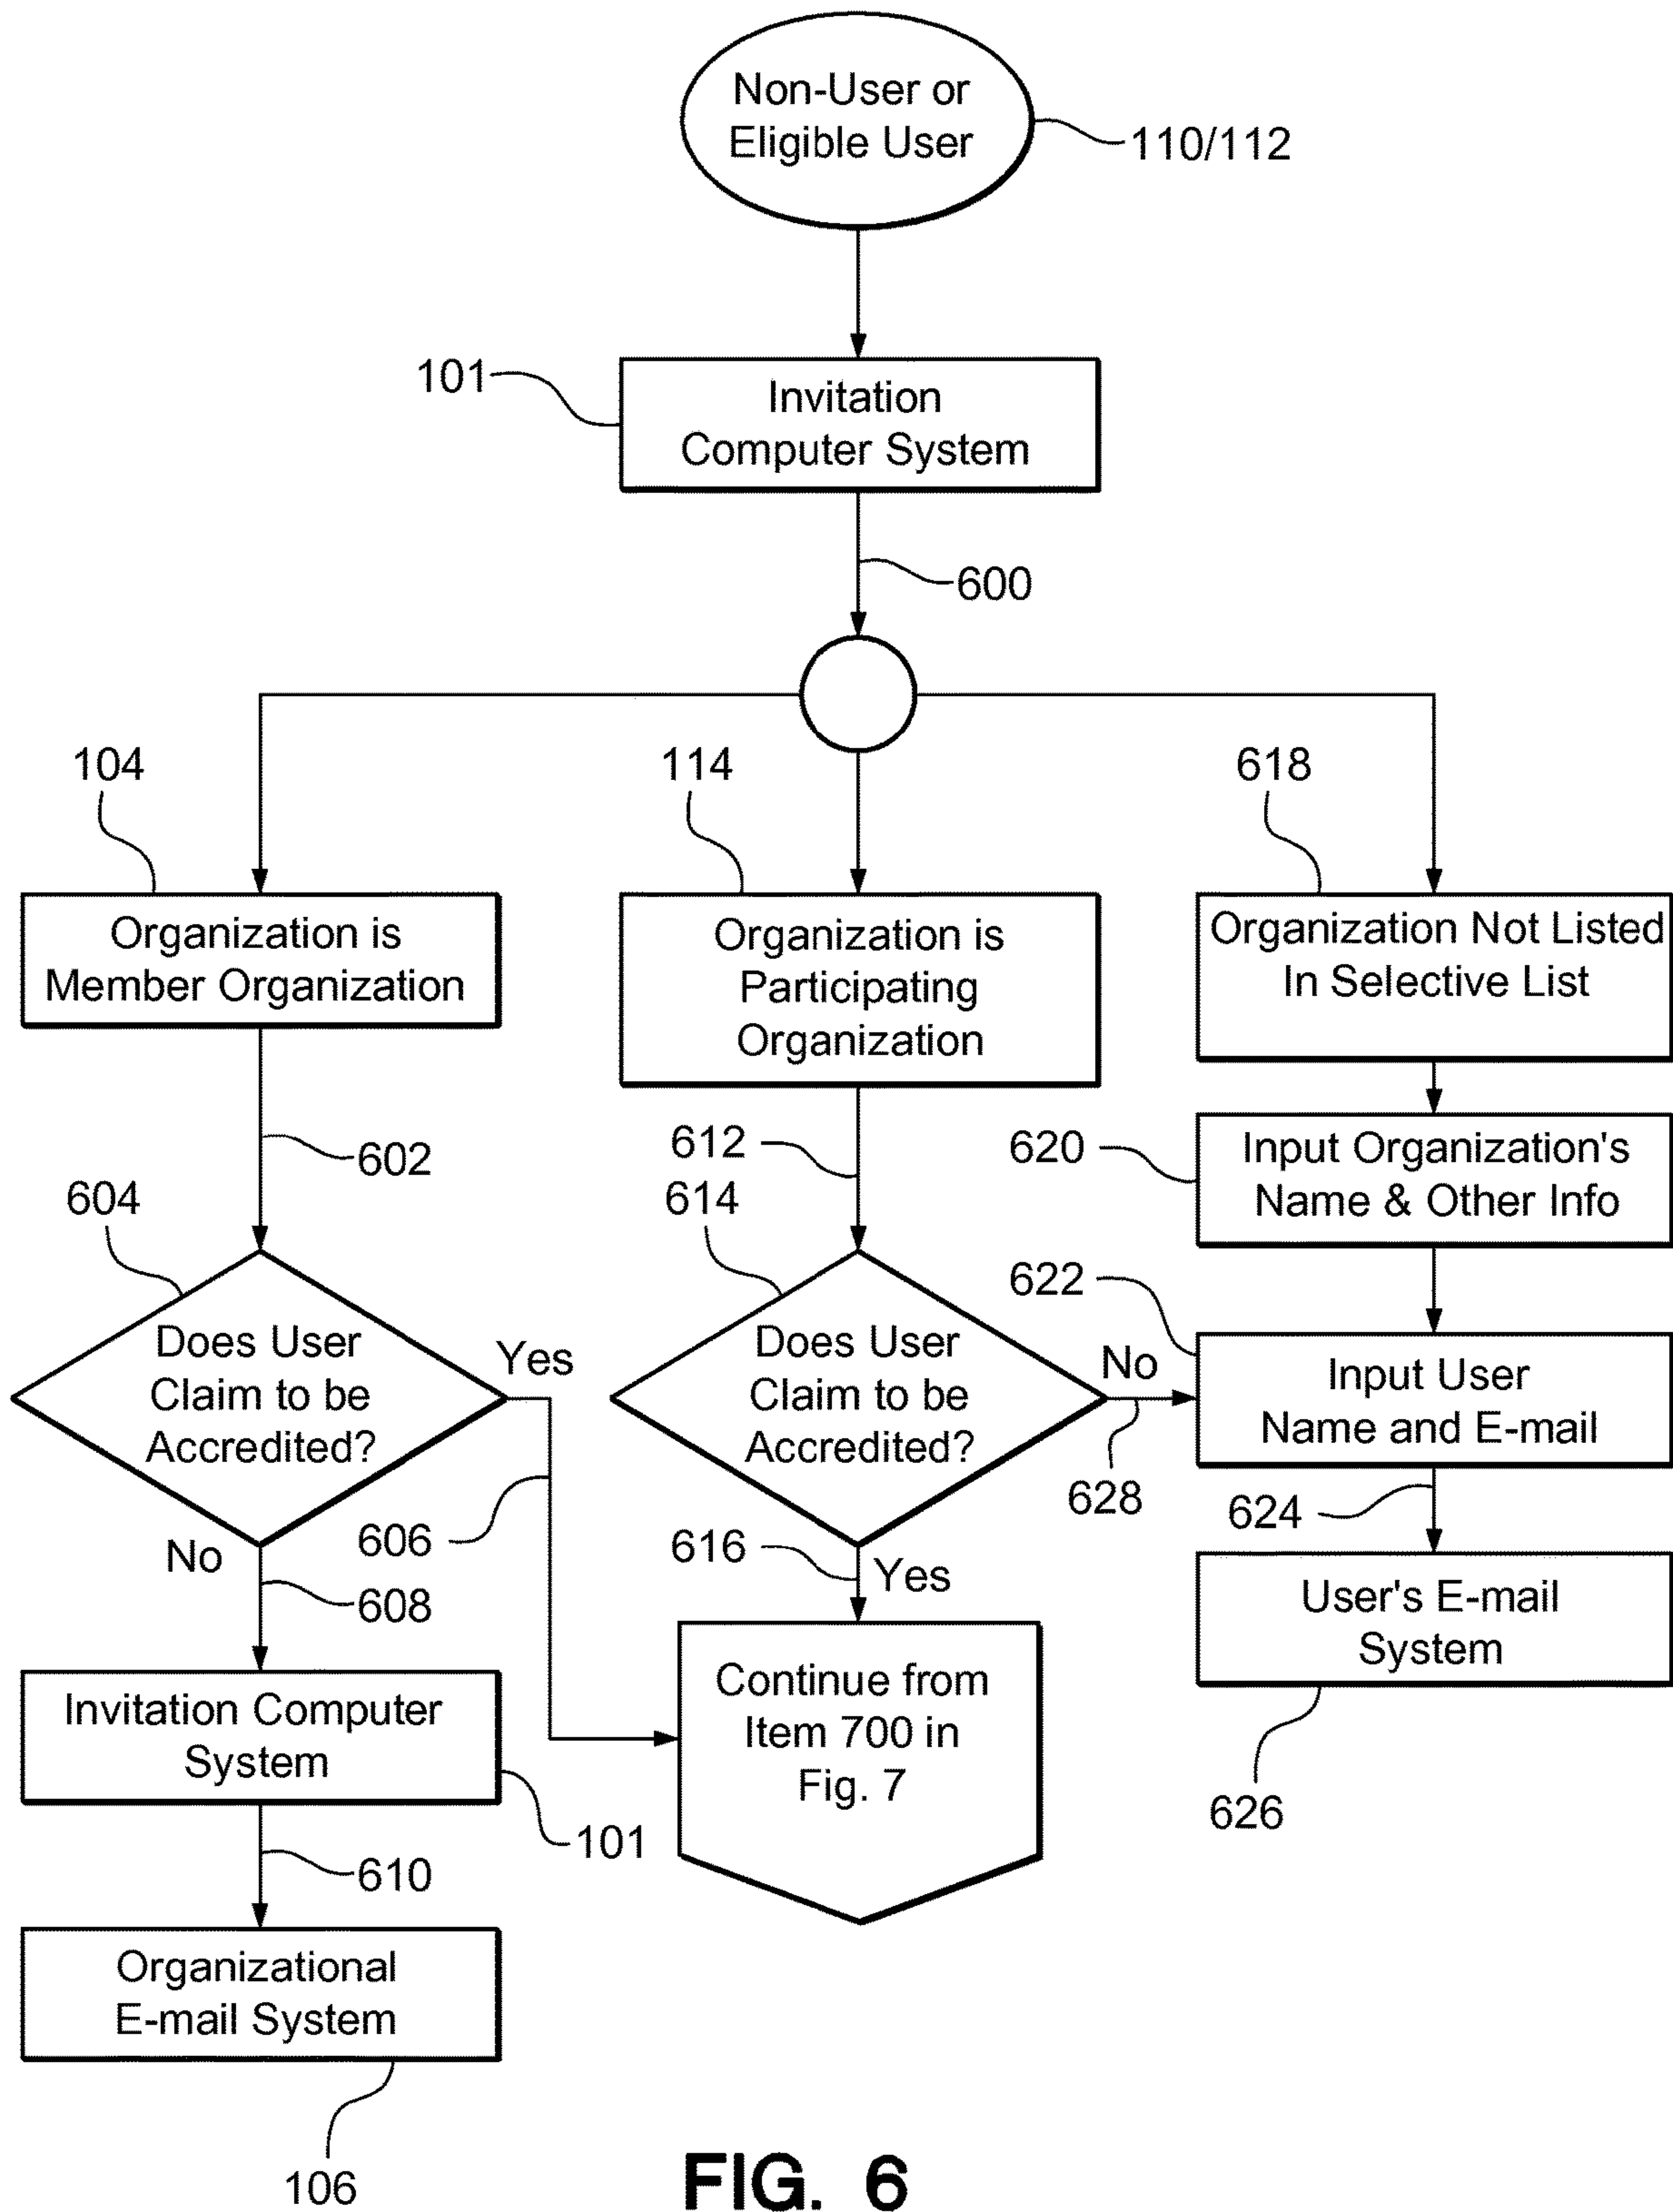 Non-User or
Eligible User
110/112
101
Invitation
Computer System
600
104
114
618
Organization is
Member Organization
Organization is
Participating
Organization
Organization Not Listed
In Selective List
602
612
620
Input Organization's
Name & Other Info
604
614
622
Does User
Claim to be
Accredited?
Yes
Does User
Claim to be
Accredited?
No
Input User
Name and E-mail
628
624
606
616
No
Yes
608
User's E-mail
System
Invitation Computer
System
Continue from
Item 700 in
Fig. 7
626
101
610
Organizational
E-mail System
106
FIG. 6